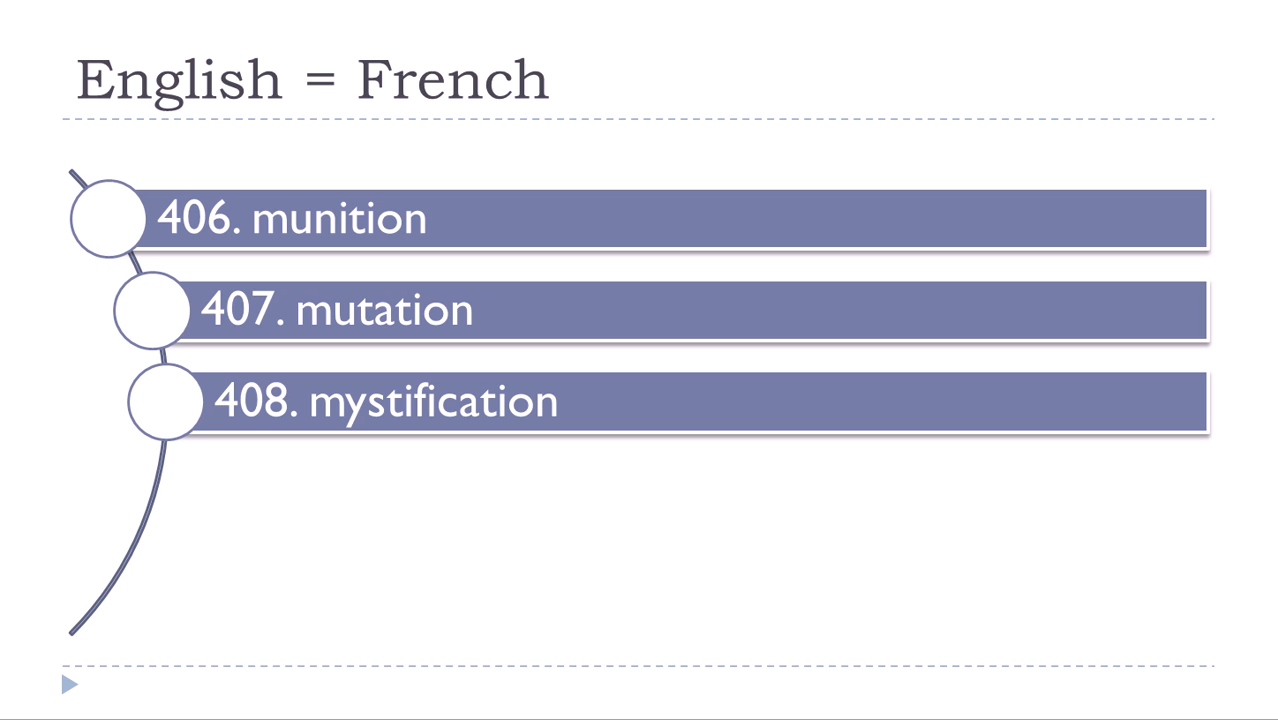 English = French
406. munition
407. mutation
408. mystification